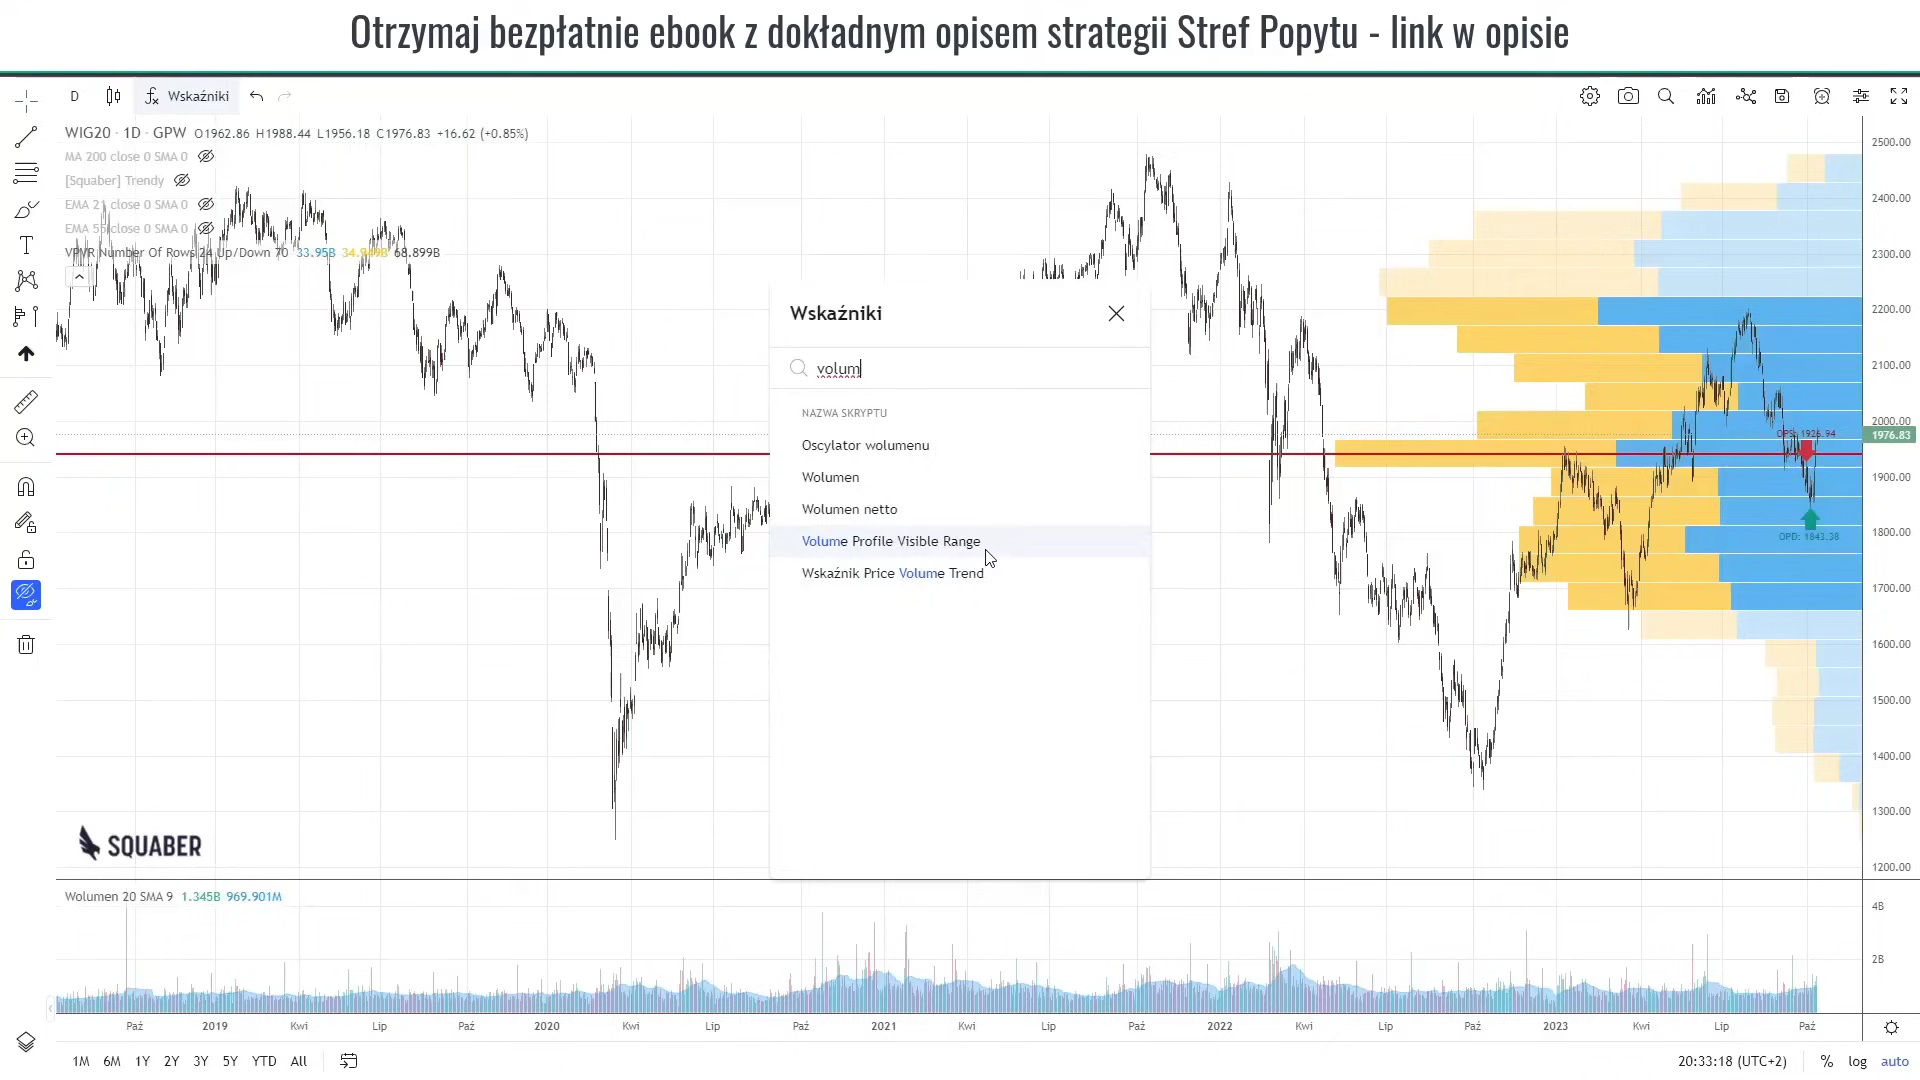 Otrzymaj bezpłatnie ebook z dokładnym opisem strategii Stref Popytu - link w opisie
D Wskaźniki
WIG20 · 1D · GPW O1962.86 H1988.44 L1956.18 C1976.83 +16.62 (+0.85%)
MA 200 close 0 SMA 0
[Squaber] Trendy
EMA 21 close 0 SMA 0
EMA 55 close 0 SMA 0
VPVR Number Of Rows 24 Up/Down 70 33.95B 34.949B 68.899B
Wskaźniki
volum
NAZWA SKRYPTU
Oscylator wolumenu
Wolumen
Wolumen netto
Volume Profile Visible Range
Wskaźnik Price Volume Trend
2500.00
2400.00
2300.00
2200.00
2100.00
2000.00
OPS: 1926.94
1976.83
1900.00
1800.00
OPD: 1843.38
1700.00
1600.00
1500.00
1400.00
1300.00
1200.00
SQUABER
Wolumen 20 SMA 9 1.345B 969.901M
4B
2B
Paź 2019 Kwi Lip Paź 2020 Kwi Lip Paź 2021 Kwi Lip Paź 2022 Kwi Lip Paź 2023 Kwi Lip Paź
1M 6M 1Y 2Y 3Y 5Y YTD All 20:33:18 (UTC+2) % log auto